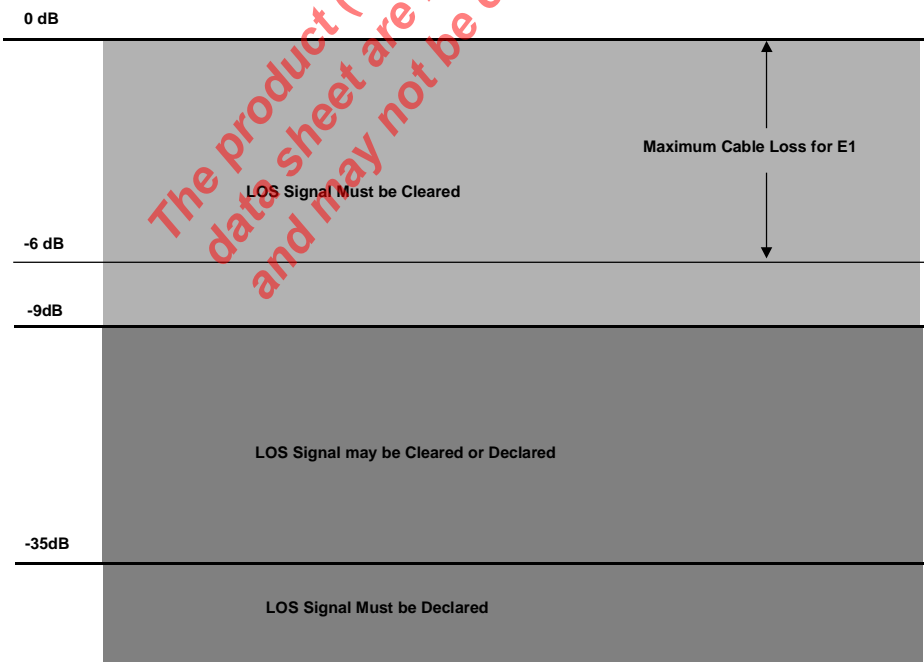 0 dB
Maximum Cable Loss for E1
LOS Signal Must be Cleared
-6 dB
-9dB
LOS Signal may be Cleared or Declared
-35dB
LOS Signal Must be Declared
The product (
data sheet are
and may not be